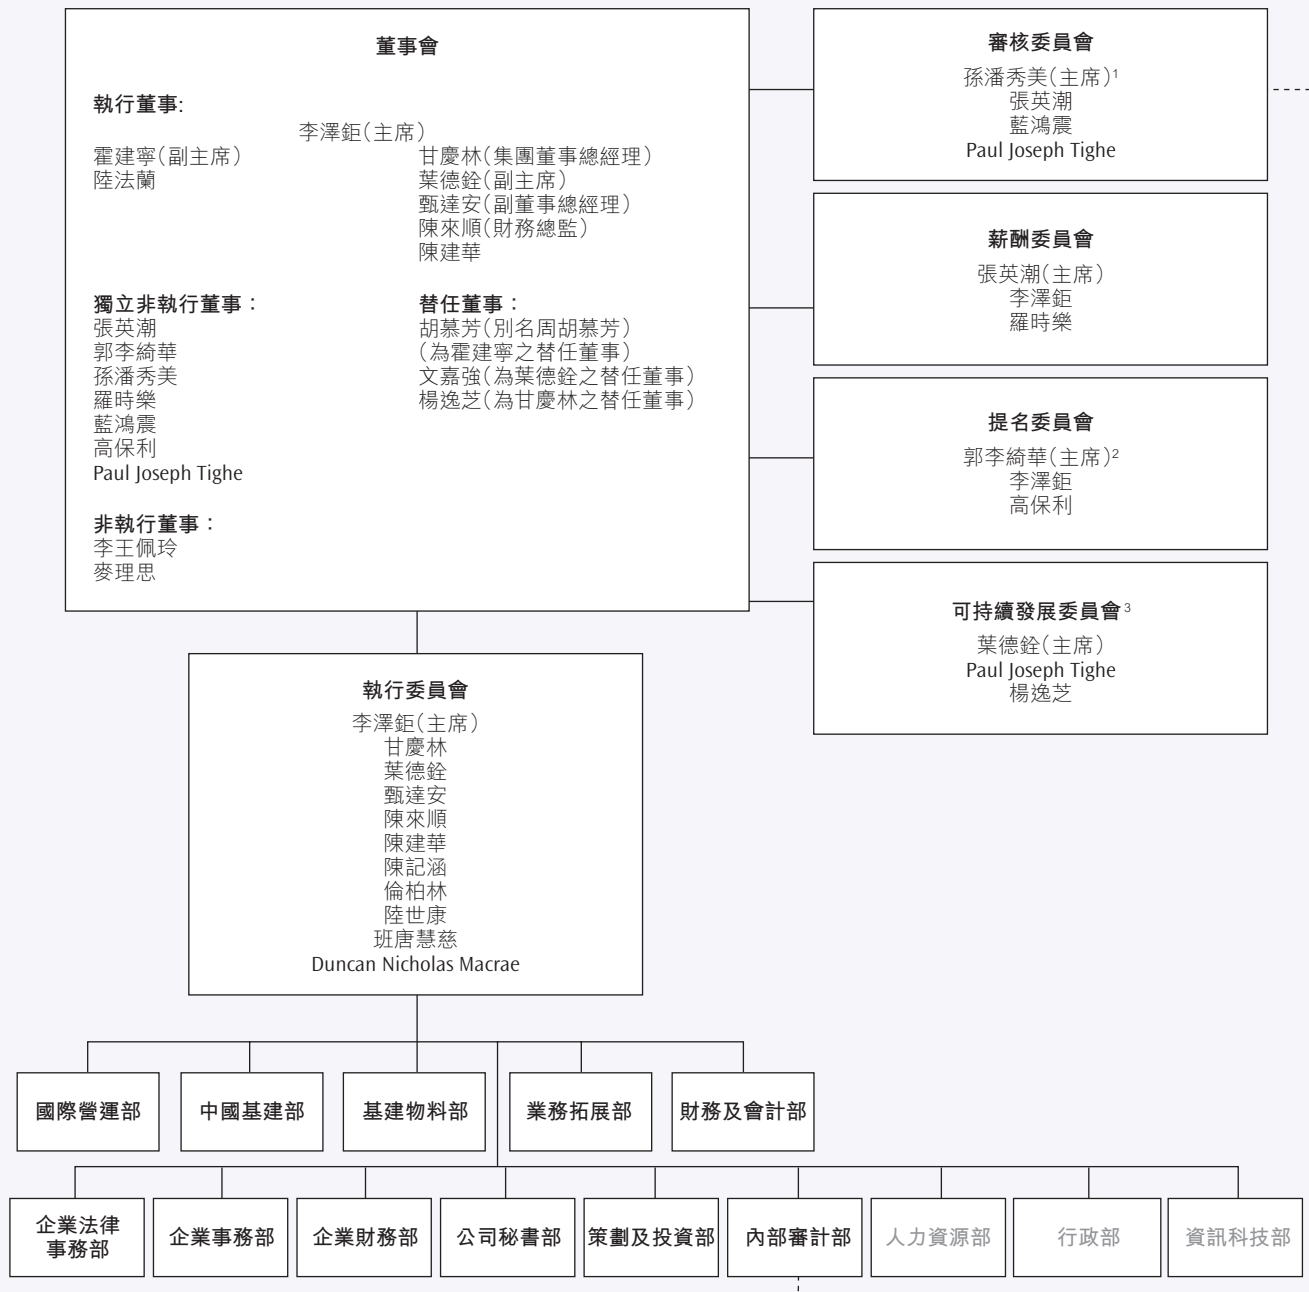 董事會
執行董事:
李澤鉅(主席)
霍建寧(副主席)
陸法蘭
甘慶林(集團董事總經理)
葉德銓(副主席)
甄達安(副董事總經理)
陳來順(財務總監)
陳建華
獨立非執行董事：
張英潮
郭李綺華
孫潘秀美
羅時樂
藍鴻震
高保利
Paul Joseph Tighe
替任董事：
胡慕芳(別名周胡慕芳)
(為霍建寧之替任董事)
文嘉強(為葉德銓之替任董事)
楊逸芝(為甘慶林之替任董事)
非執行董事：
李王佩玲
麥理思
審核委員會
孫潘秀美(主席)¹
張英潮
藍鴻震
Paul Joseph Tighe
薪酬委員會
張英潮(主席)
李澤鉅
羅時樂
提名委員會
郭李綺華(主席)²
李澤鉅
高保利
可持續發展委員會³
葉德銓(主席)
Paul Joseph Tighe
楊逸芝
執行委員會
李澤鉅(主席)
甘慶林
葉德銓
甄達安
陳來順
陳建華
陳記涵
倫柏林
陸世康
班唐慧慈
Duncan Nicholas Macrae
國際營運部
中國基建部
基建物料部
業務拓展部
財務及會計部
企業法律
事務部
企業事務部
企業財務部
公司秘書部
策劃及投資部
內部審計部
人力資源部
行政部
資訊科技部